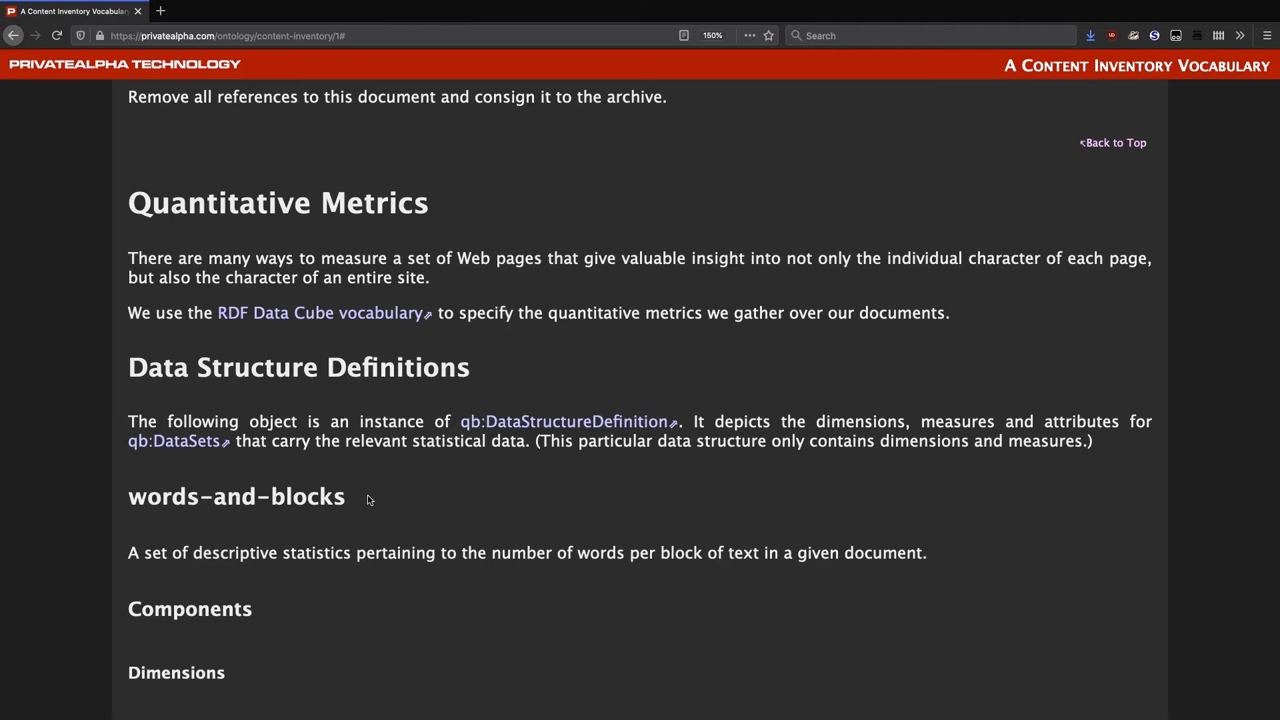 A Content Inventory Vocabulary
https://privatealpha.com/ontology/content-inventory/1#
150%
Search
PRIVATEALPHA TECHNOLOGY
A Content Inventory Vocabulary
Remove all references to this document and consign it to the archive.
Back to Top
Quantitative Metrics
There are many ways to measure a set of Web pages that give valuable insight into not only the individual character of each page,
but also the character of an entire site.
We use the RDF Data Cube vocabulary to specify the quantitative metrics we gather over our documents.
Data Structure Definitions
The following object is an instance of qb:DataStructureDefinition. It depicts the dimensions, measures and attributes for
qb:DataSets that carry the relevant statistical data. (This particular data structure only contains dimensions and measures.)
words-and-blocks
A set of descriptive statistics pertaining to the number of words per block of text in a given document.
Components
Dimensions